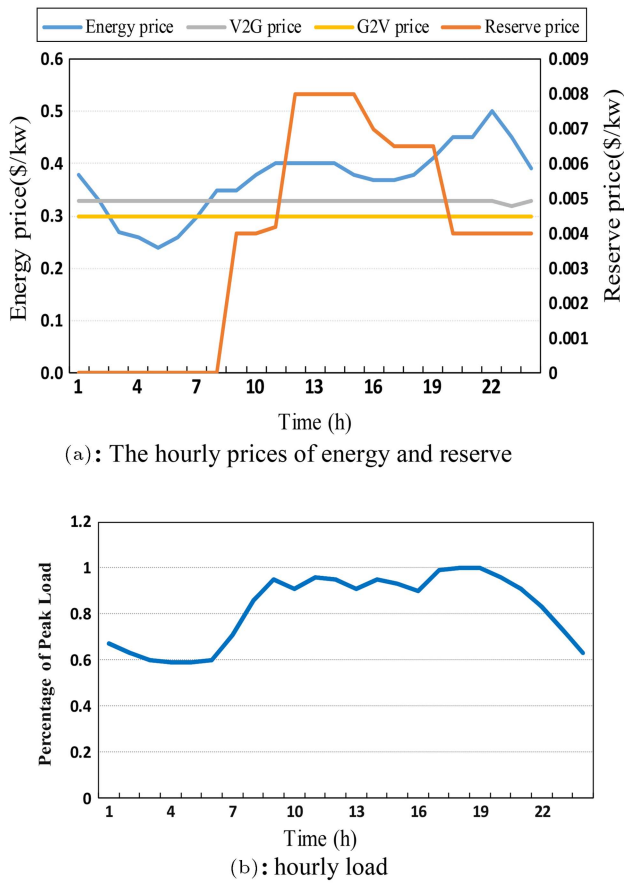 Energy price V2G price G2V price Reserve price
Energy price($/kw)
0.6
0.5
0.4
0.3
0.2
0.1
0.0
0.009
0.008
0.007
0.006
0.005
0.004
0.003
0.002
0.001
0
Reserve price($/kw)
1 4 7 10 13 16 19 22
Time (h)
(a): The hourly prices of energy and reserve
Percentage of Peak Load
1.2
1
0.8
0.6
0.4
0.2
0
1 4 7 10 13 16 19 22
Time (h)
(b): hourly load